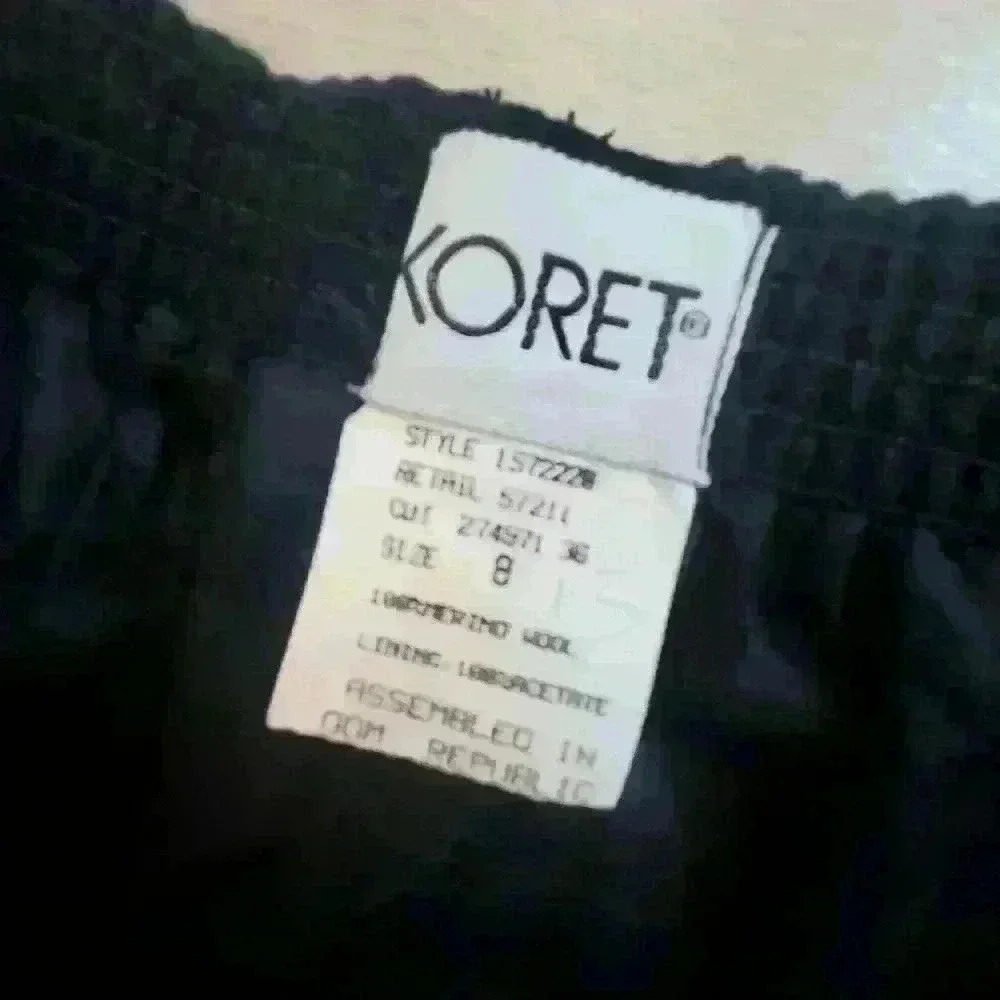 KORET®
STYLE 1572220
RETAIL 57211
CUT 274971 36
SIZE 8
100%MERINO WOOL
LINING 100%ACETATE
ASSEMBLED IN
DOM REPUBLIC